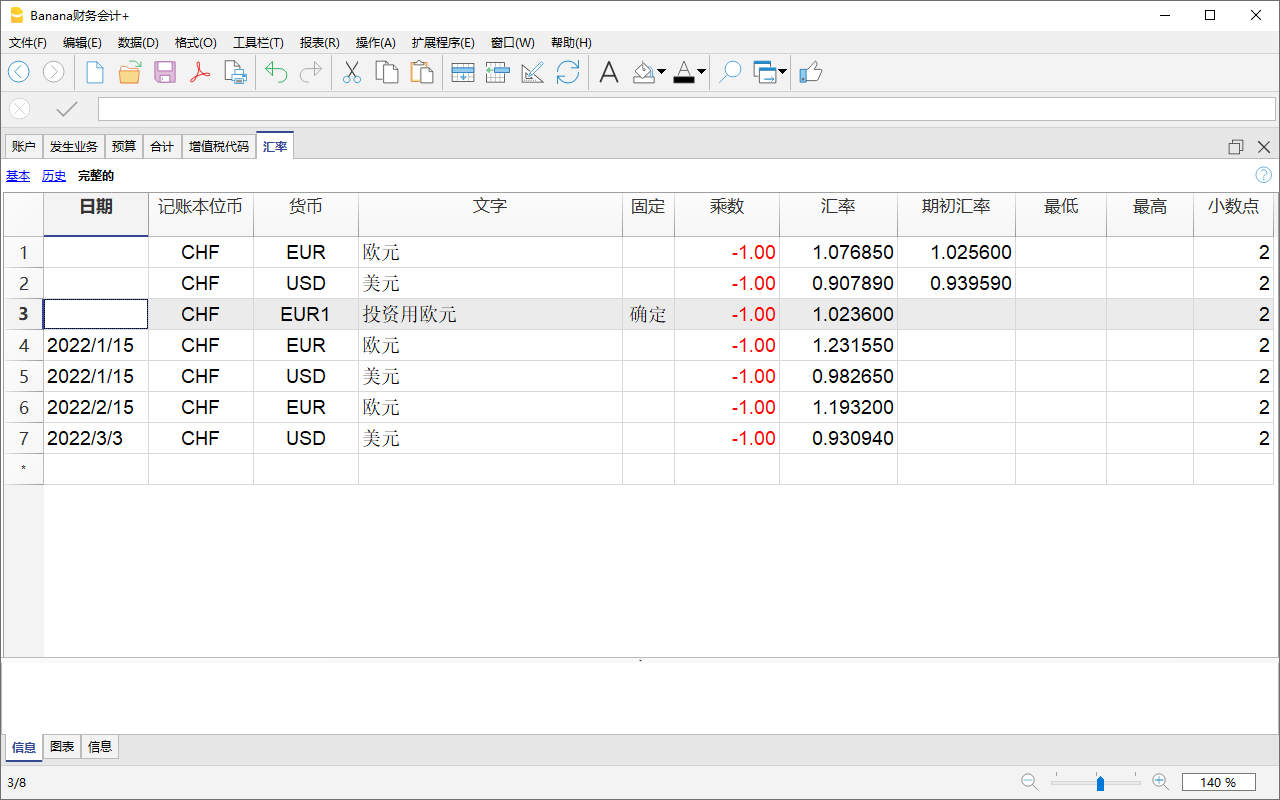 Banana财务会计+
文件(F) 编辑(E) 数据(D) 格式(O) 工具栏(T) 报表(R) 操作(A) 扩展程序(E) 窗口(W) 帮助(H)
账户 发生业务 预算 合计 增值税代码 汇率
基本 历史 完整的
日期 记账本位币 货币 文字 固定 乘数 汇率 期初汇率 最低 最高 小数点
1 CHF EUR 欧元 -1.00 1.076850 1.025600 2
2 CHF USD 美元 -1.00 0.907890 0.939590 2
3 CHF EUR1 投资用欧元 确定 -1.00 1.023600 2
4 2022/1/15 CHF EUR 欧元 -1.00 1.231550 2
5 2022/1/15 CHF USD 美元 -1.00 0.982650 2
6 2022/2/15 CHF EUR 欧元 -1.00 1.193200 2
7 2022/3/3 CHF USD 美元 -1.00 0.930940 2
*
信息 图表 信息
3/8 140 %